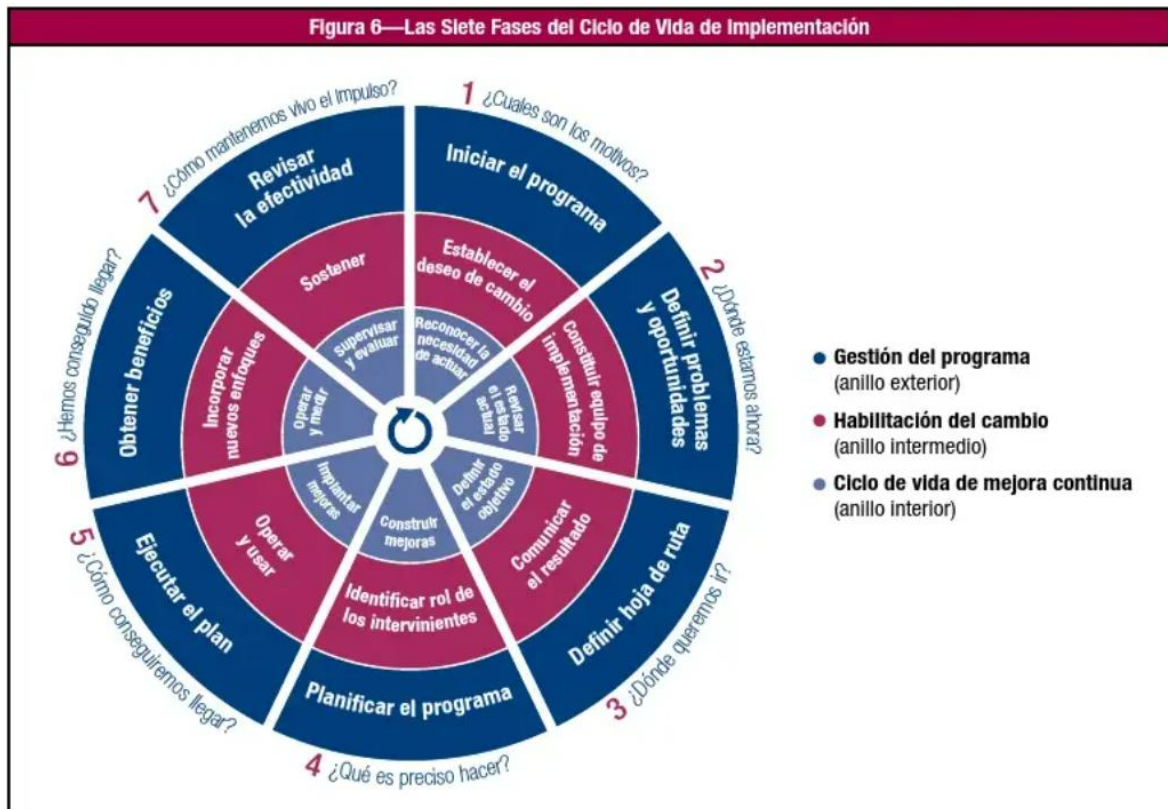 Figura 6—Las Siete Fases del Ciclo de Vida de Implementación
1 ¿Cuales son los motivos?
Iniciar el programa
Establecer el
deseo de cambio
Reconocer la
necesidad
de actuar
2 ¿Dónde estamos ahora?
Definir problemas
y oportunidades
Constituir equipo de
implementación
Revisar
el estado
actual
3 ¿Dónde queremos ir?
Definir hoja de ruta
Comunicar
el resultado
Definir
el estado
objetivo
4 ¿Qué es preciso hacer?
Planificar el programa
Identificar rol de
los intervinientes
Construir
mejoras
5 ¿Cómo conseguiremos llegar?
Ejecutar el plan
Operar
y usar
Implantar
mejoras
6 ¿Hemos conseguido llegar?
Obtener beneficios
Incorporar
nuevos enfoques
Operar
y medir
7 ¿Cómo mantenemos vivo el impulso?
Revisar
la efectividad
Sostener
Supervisar
y evaluar
Gestión del programa
(anillo exterior)
Habilitación del cambio
(anillo intermedio)
Ciclo de vida de mejora continua
(anillo interior)